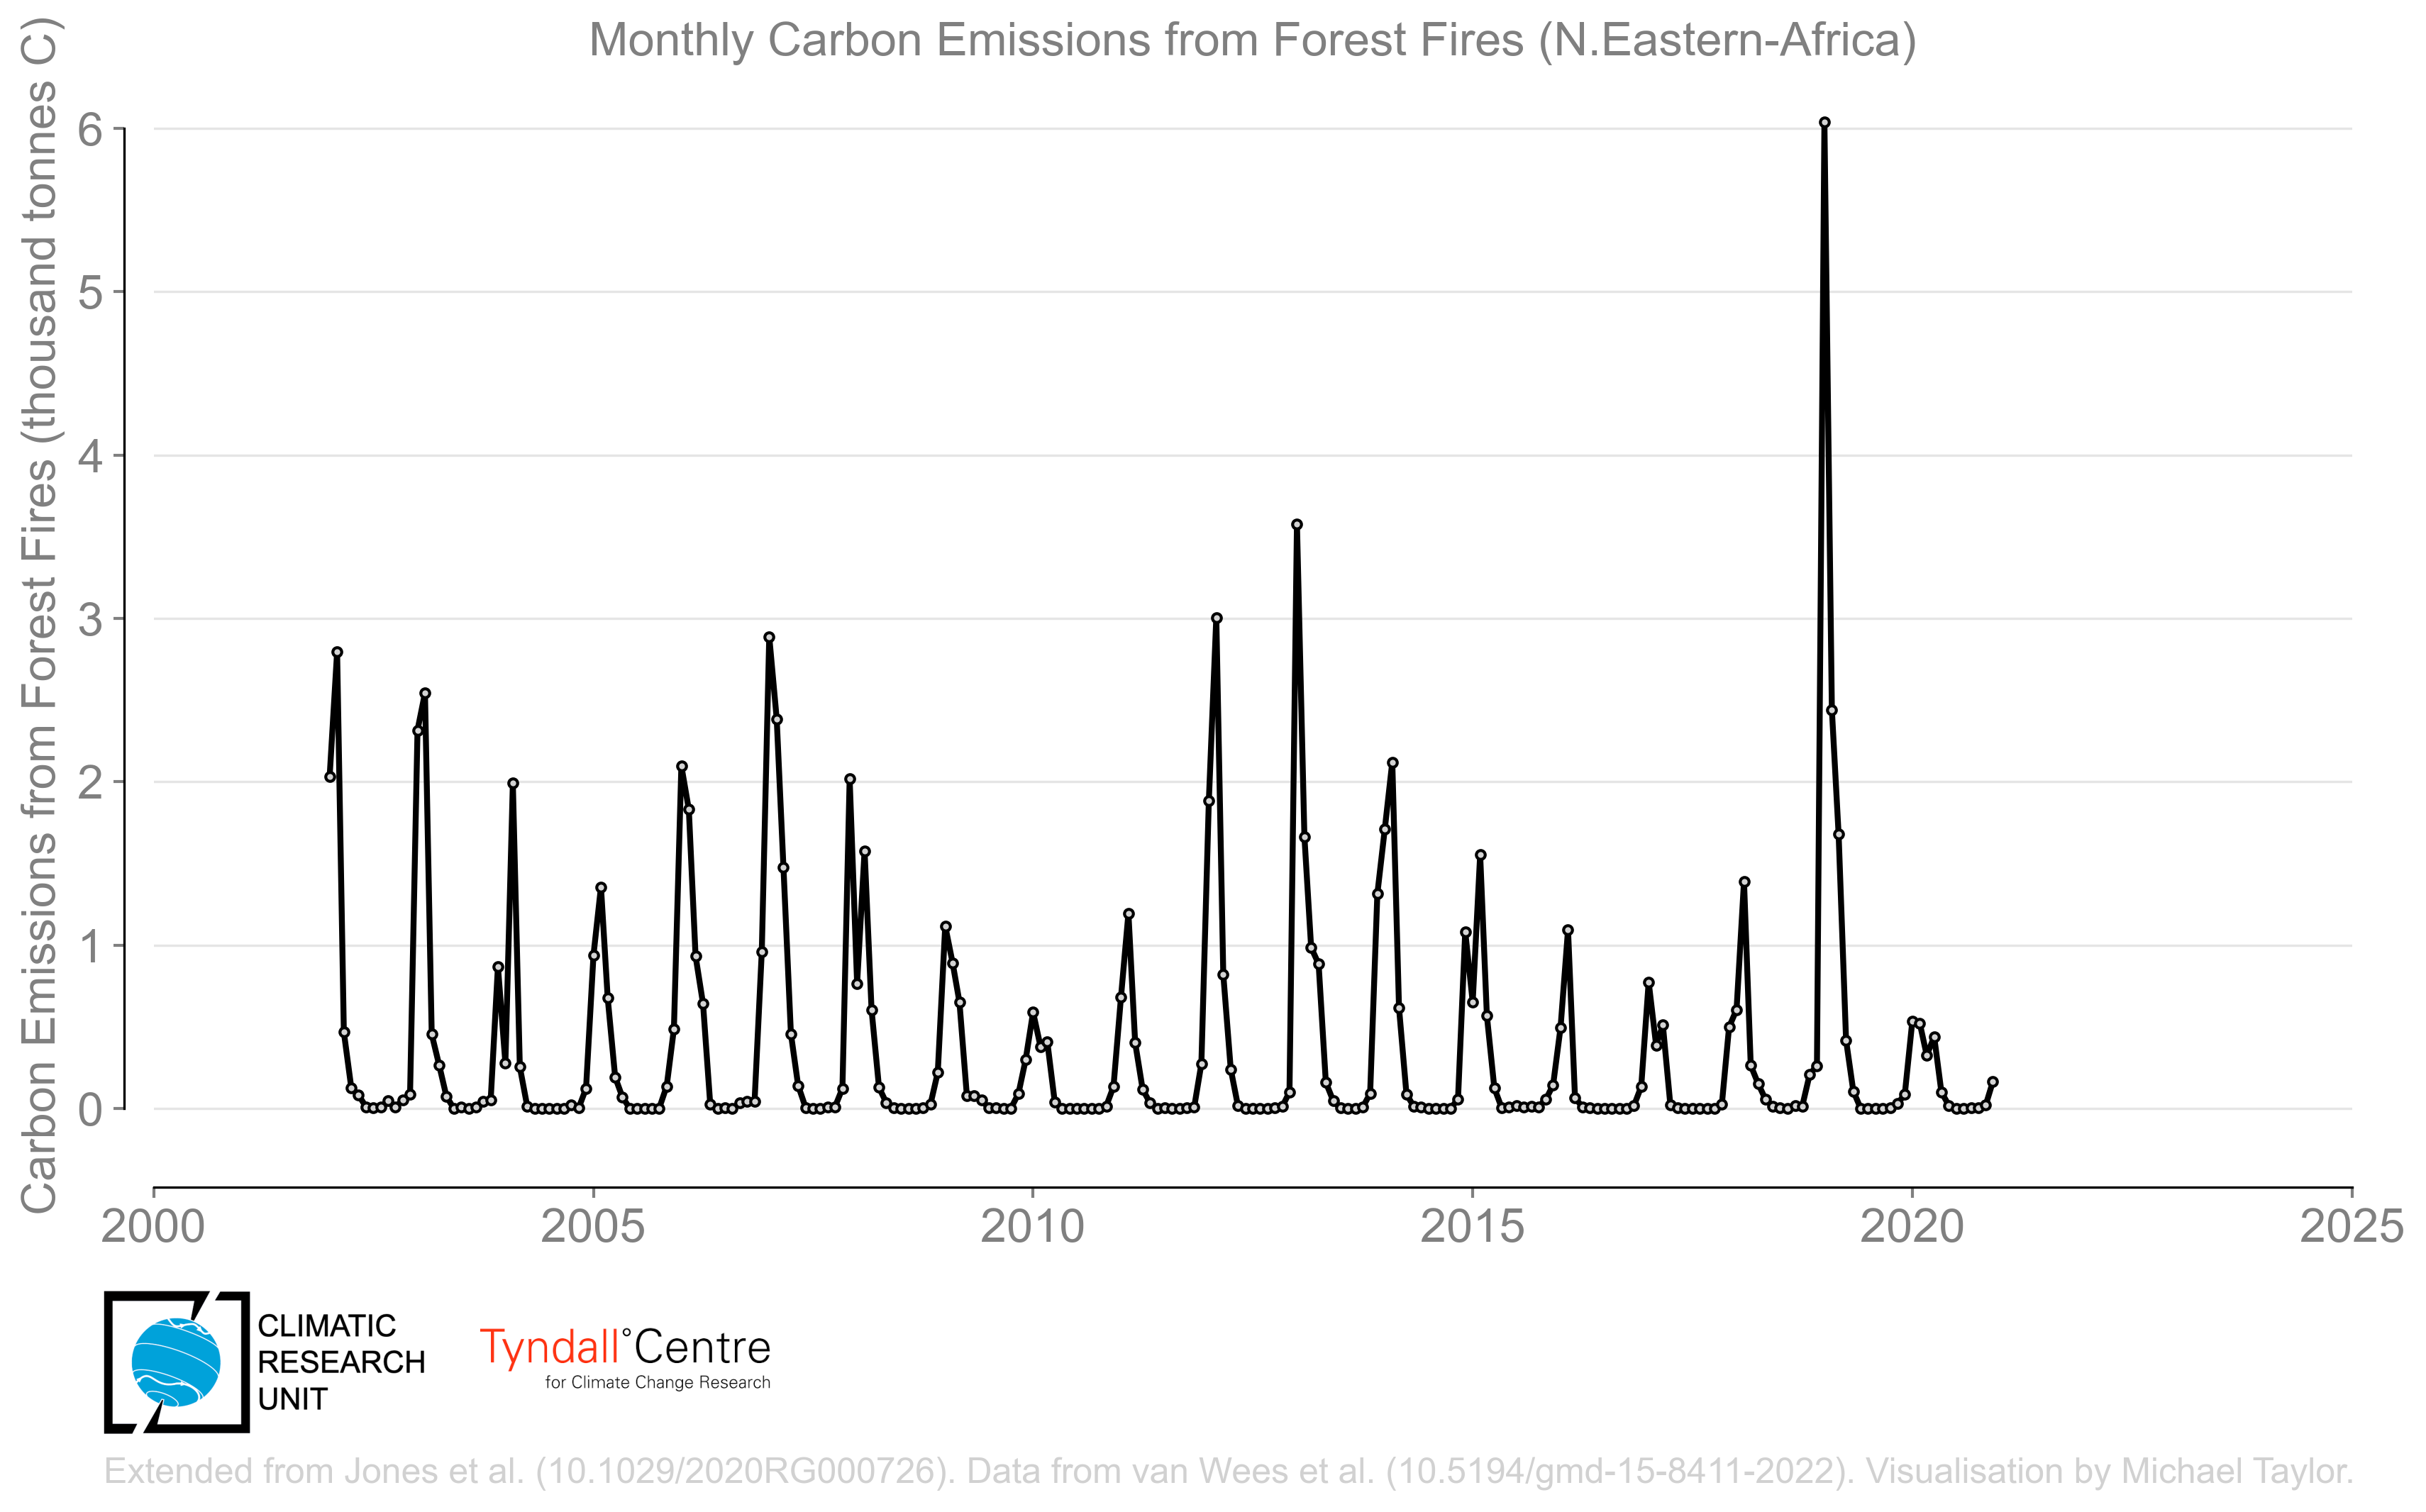 Monthly Carbon Emissions from Forest Fires (N.Eastern-Africa)
Carbon Emissions from Forest Fires (thousand tonnes C)
6
5
4
3
2
1
0
2000 2005 2010 2015 2020 2025
CLIMATIC
RESEARCH
UNIT
Tyndall°Centre
for Climate Change Research
Extended from Jones et al. (10.1029/2020RG000726). Data from van Wees et al. (10.5194/gmd-15-8411-2022). Visualisation by Michael Taylor.